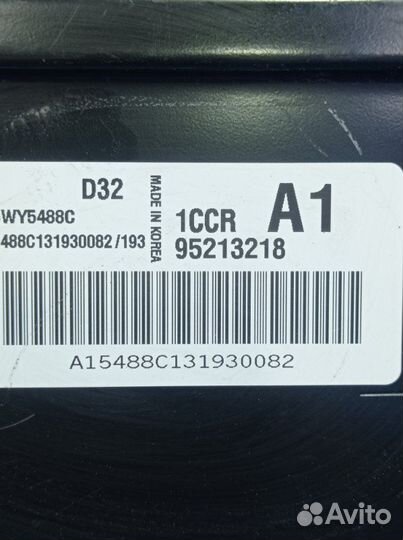 D32
WY5488C
488C131930082/193
MADE IN KOREA
1CCR A1
95213218
A15488C131930082
Avito